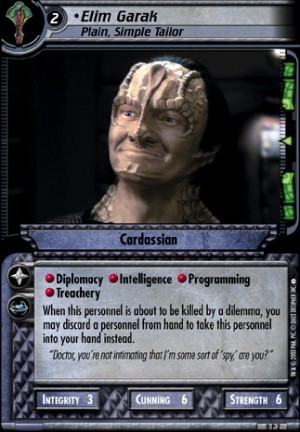 2
•Elim Garak
Plain, Simple Tailor
Cardassian
Diplomacy Intelligence Programming
Treachery
When this personnel is about to be killed by a dilemma, you
may discard a personnel from hand to take this personnel
into your hand instead.
"Doctor, you're not intimating that I'm some sort of 'spy,' are you?"
Integrity 3 Cunning 6 Strength 6
0 P 3